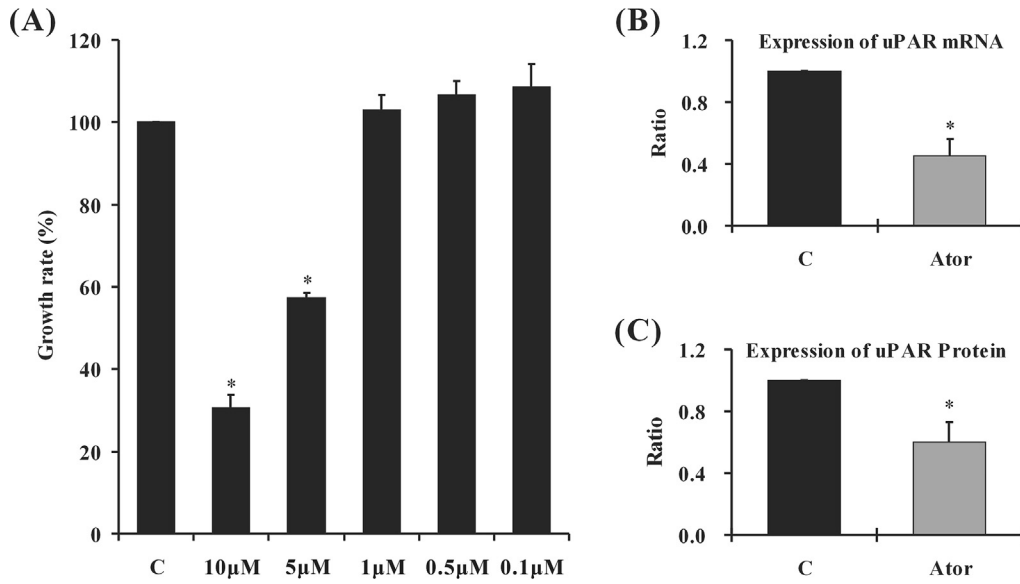 (A)
120
100
80
60
40
20
0
Growth rate (%)
*
*
C 10µM 5µM 1µM 0.5µM 0.1µM
(B)
Expression of uPAR mRNA
1.2
0.8
0.4
0.0
Ratio
*
C Ator
(C)
Expression of uPAR Protein
1.2
0.8
0.4
0.0
Ratio
*
C Ator